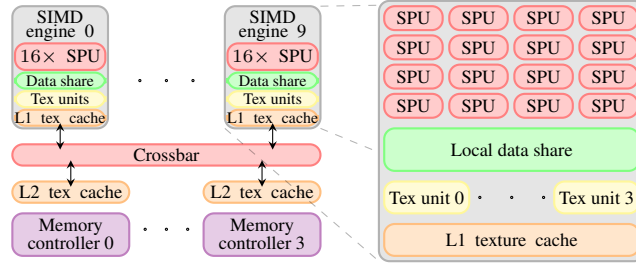 SIMD
engine 0
16× SPU
Data share
Tex units
L1 tex cache
SIMD
engine 9
16× SPU
Data share
Tex units
L1 tex cache
Crossbar
L2 tex cache
L2 tex cache
Memory
controller 0
Memory
controller 3
SPU SPU SPU SPU
SPU SPU SPU SPU
SPU SPU SPU SPU
SPU SPU SPU SPU
Local data share
Tex unit 0 Tex unit 3
L1 texture cache